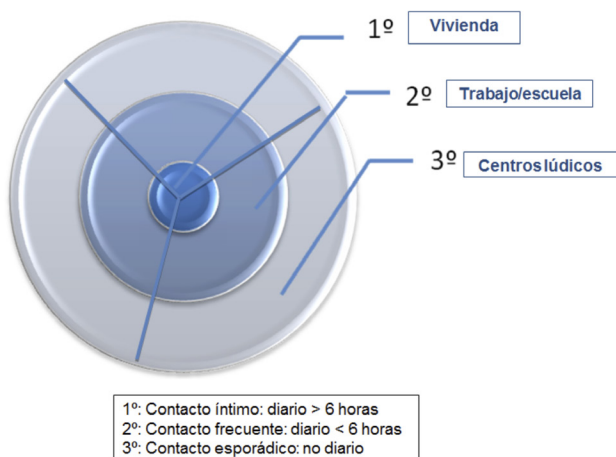 1º Vivienda
2º Trabajo/escuela
3º Centros lúdicos
1º: Contacto íntimo: diario > 6 horas
2º: Contacto frecuente: diario < 6 horas
3º: Contacto esporádico: no diario